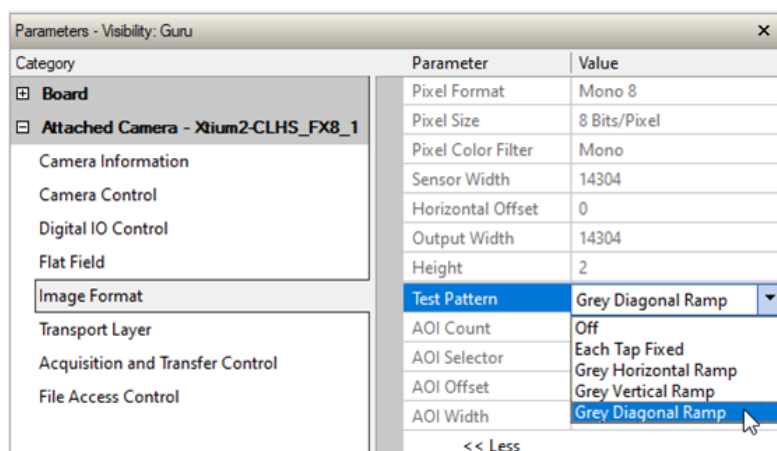 Parameters - Visibility: Guru
×
Category
Parameter
Value
Board
Attached Camera - Xtium2-CLHS_FX8_1
Camera Information
Camera Control
Digital IO Control
Flat Field
Image Format
Transport Layer
Acquisition and Transfer Control
File Access Control
Pixel Format Mono 8
Pixel Size 8 Bits/Pixel
Pixel Color Filter Mono
Sensor Width 14304
Horizontal Offset 0
Output Width 14304
Height 2
Test Pattern Grey Diagonal Ramp
AOI Count
AOI Selector
AOI Offset
AOI Width
Off
Each Tap Fixed
Grey Horizontal Ramp
Grey Vertical Ramp
Grey Diagonal Ramp
<< Less